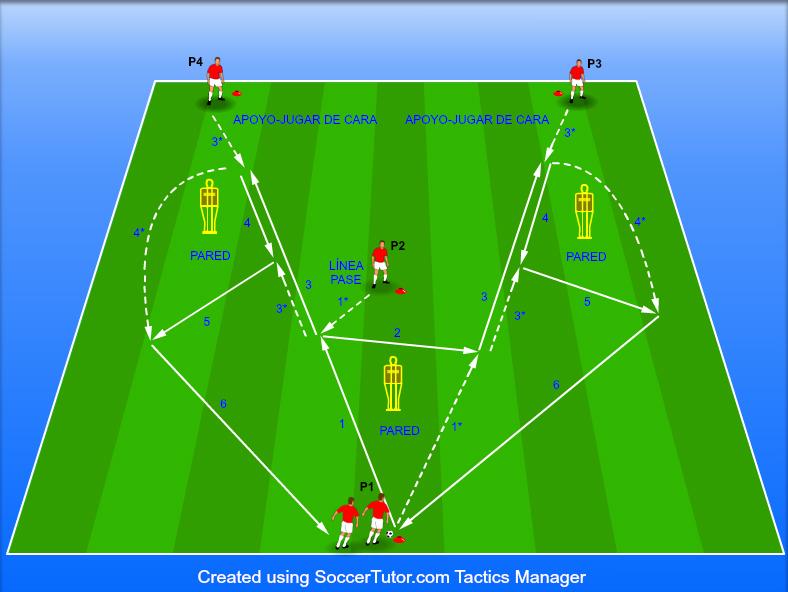 P4
P3
APOYO-JUGAR DE CARA
APOYO-JUGAR DE CARA
3*
3*
4*
4
4
4*
PARED
P2
PARED
LÍNEA
PASE
3
1*
3
3*
3*
5
2
5
6
6
1
PARED
1*
P1
Created using SoccerTutor.com Tactics Manager